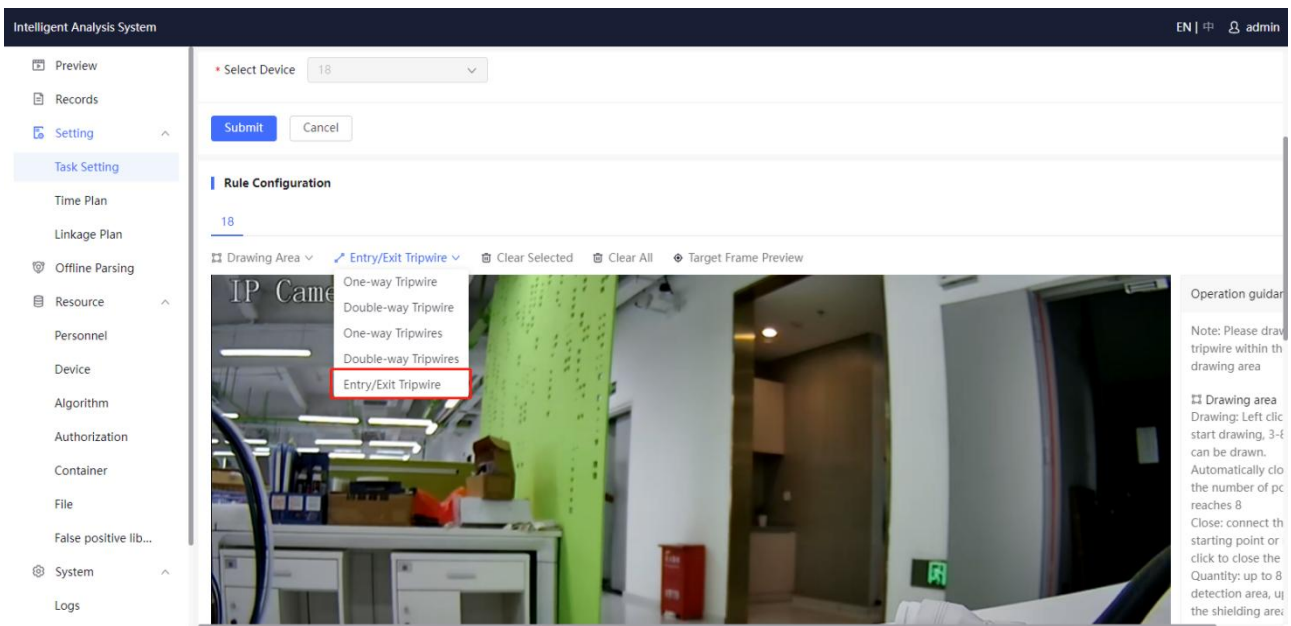 Intelligent Analysis System
EN | 中 admin
Preview
Records
Setting
Task Setting
Time Plan
Linkage Plan
Offline Parsing
Resource
Personnel
Device
Algorithm
Authorization
Container
File
False positive lib...
System
Logs
* Select Device 18
Submit Cancel
Rule Configuration
18
Drawing Area Entry/Exit Tripwire Clear Selected Clear All Target Frame Preview
IP Came
One-way Tripwire
Double-way Tripwire
One-way Tripwires
Double-way Tripwires
Entry/Exit Tripwire
Operation guidan
Note: Please draw
tripwire within th
drawing area
Drawing area
Drawing: Left clic
start drawing, 3-8
can be drawn.
Automatically clo
the number of po
reaches 8
Close: connect th
starting point or
click to close the
Quantity: up to 8
detection area, up
the shielding area